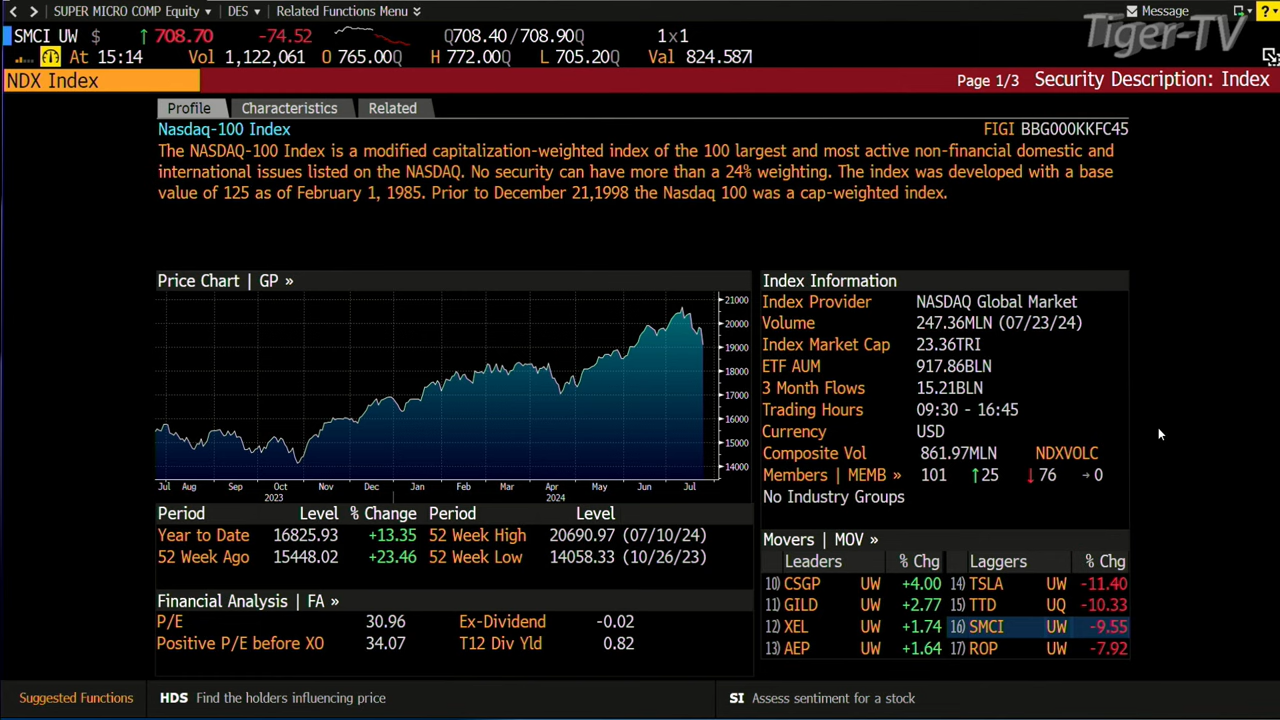 SUPER MICRO COMP Equity DES Related Functions Menu Message
Tiger-TV
SMCI UW $ ↑ 708.70 -74.52 Q708.40/708.90Q 1x1
At 15:14 Vol 1,122,061 O 765.00Q H 772.00Q L 705.20Q Val 824.587
NDX Index Page 1/3 Security Description: Index
Profile Characteristics Related
Nasdaq-100 Index FIGI BBG000KKFC45
The NASDAQ-100 Index is a modified capitalization-weighted index of the 100 largest and most active non-financial domestic and
international issues listed on the NASDAQ. No security can have more than a 24% weighting. The index was developed with a base
value of 125 as of February 1, 1985. Prior to December 21,1998 the Nasdaq 100 was a cap-weighted index.
Price Chart | GP »
21000
20000
19000
18000
17000
16000
15000
14000
Jul Aug Sep Oct Nov Dec Jan Feb Mar Apr May Jun Jul
2023 2024
Period Level % Change Period Level
Year to Date 16825.93 +13.35 52 Week High 20690.97 (07/10/24)
52 Week Ago 15448.02 +23.46 52 Week Low 14058.33 (10/26/23)
Financial Analysis | FA »
P/E 30.96 Ex-Dividend -0.02
Positive P/E before XO 34.07 T12 Div Yld 0.82
Index Information
Index Provider NASDAQ Global Market
Volume 247.36MLN (07/23/24)
Index Market Cap 23.36TRI
ETF AUM 917.86BLN
3 Month Flows 15.21BLN
Trading Hours 09:30 - 16:45
Currency USD
Composite Vol 861.97MLN NDXVOLC
Members | MEMB » 101 ↑25 ↓76 →0
No Industry Groups
Movers | MOV »
Leaders % Chg Laggers % Chg
10) CSGP UW +4.00 14) TSLA UW -11.40
11) GILD UW +2.77 15) TTD UQ -10.33
12) XEL UW +1.74 16) SMCI UW -9.55
13) AEP UW +1.64 17) ROP UW -7.92
Suggested Functions HDS Find the holders influencing price SI Assess sentiment for a stock